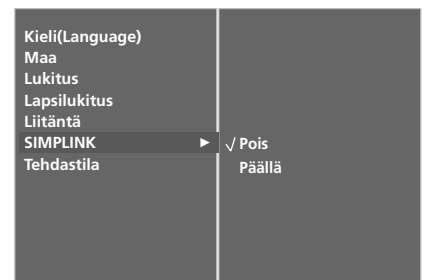 Kieli(Language)
Maa
Lukitus
Lapsilukitus
Liitäntä
SIMPLINK ► √ Pois
Tehdastila Päällä